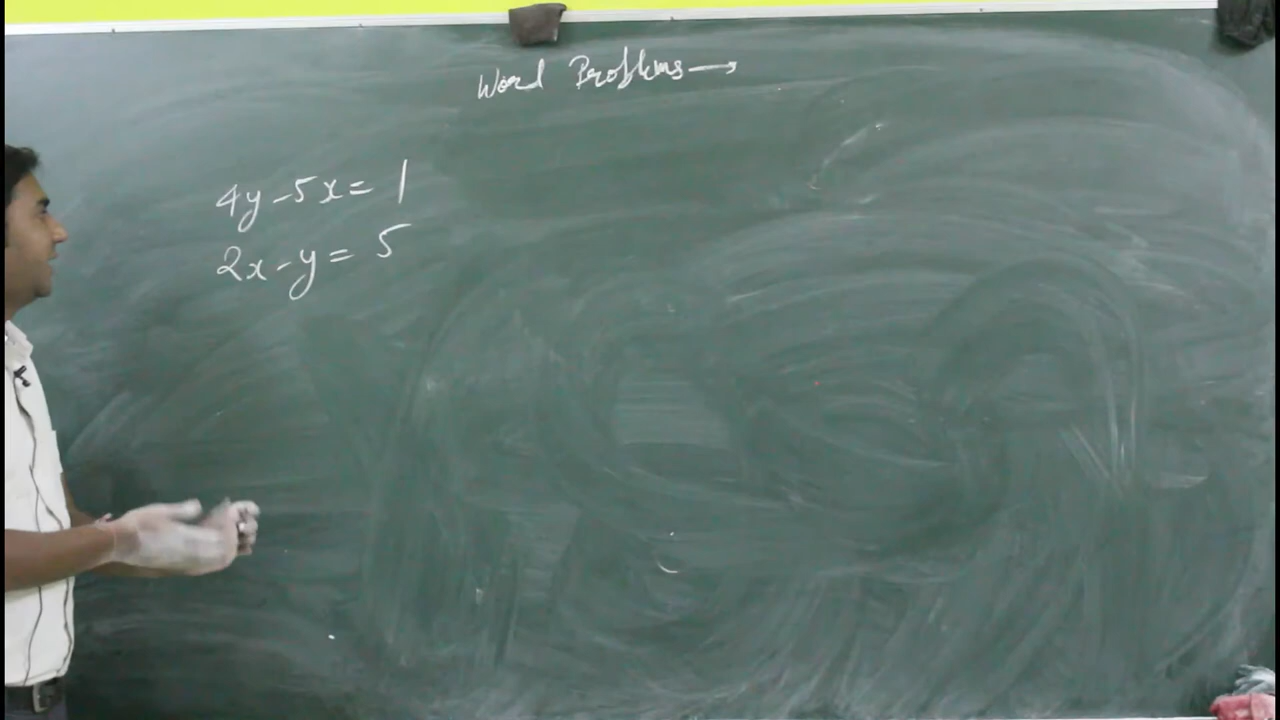 Word Problems →
4y - 5x = 1
2x - y = 5